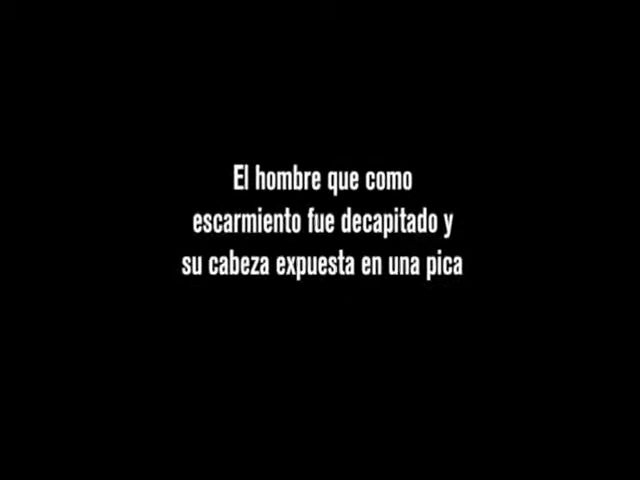 El hombre que como
escarmiento fue decapitado y
su cabeza expuesta en una pica